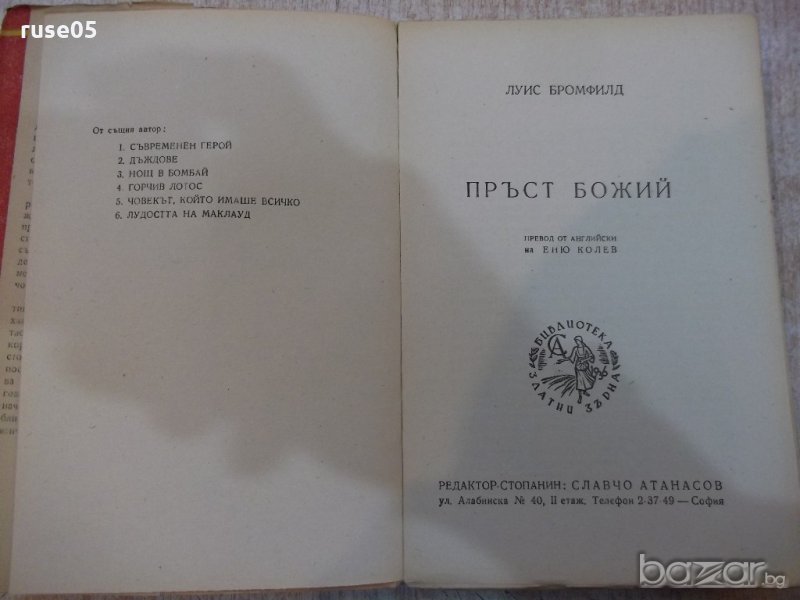 ruse05
От същия автор:
1. СЪВРЕМЕНЕН ГЕРОЙ
2. ДЪЖДОВЕ
3. НОЩ В БОМБАЙ
4. ГОРЧИВ ЛОТОС
5. ЧОВЕКЪТ, КОЙТО ИМАШЕ ВСИЧКО
6. ЛУДОСТТА НА МАКЛАУД
ЛУИС БРОМФИЛД
ПРЪСТ БОЖИЙ
ПРЕВОД ОТ АНГЛИЙСКИ
на ЕНЮ КОЛЕВ
БИБЛИОТЕКА
ЗЛАТНИ ЗЪРНА
РЕДАКТОР-СТОПАНИН: СЛАВЧО АТАНАСОВ
ул. Алабинска № 40, II етаж. Телефон 2-37-49 — София
bazar.bg